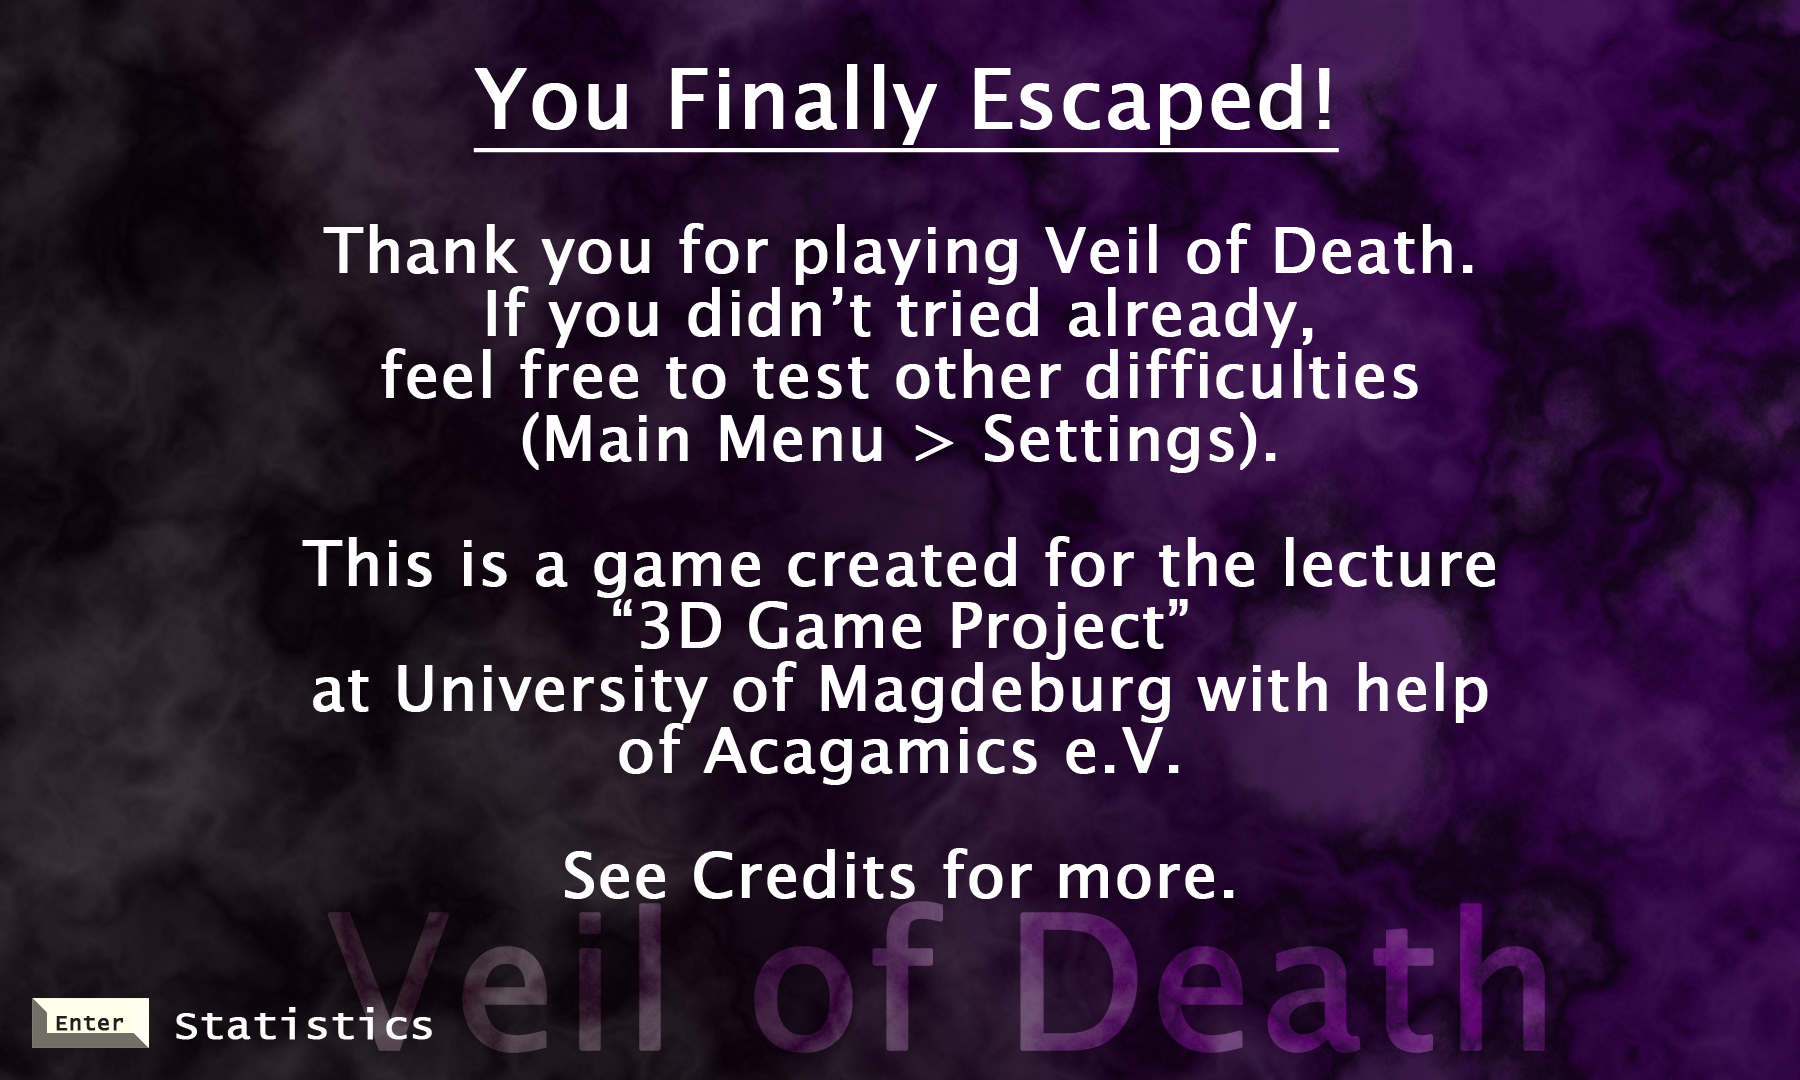 You Finally Escaped!
Thank you for playing Veil of Death.
If you didn’t tried already,
feel free to test other difficulties
(Main Menu > Settings).
This is a game created for the lecture
“3D Game Project”
at University of Magdeburg with help
of Acagamics e.V.
See Credits for more.
Veil of Death
Enter Statistics